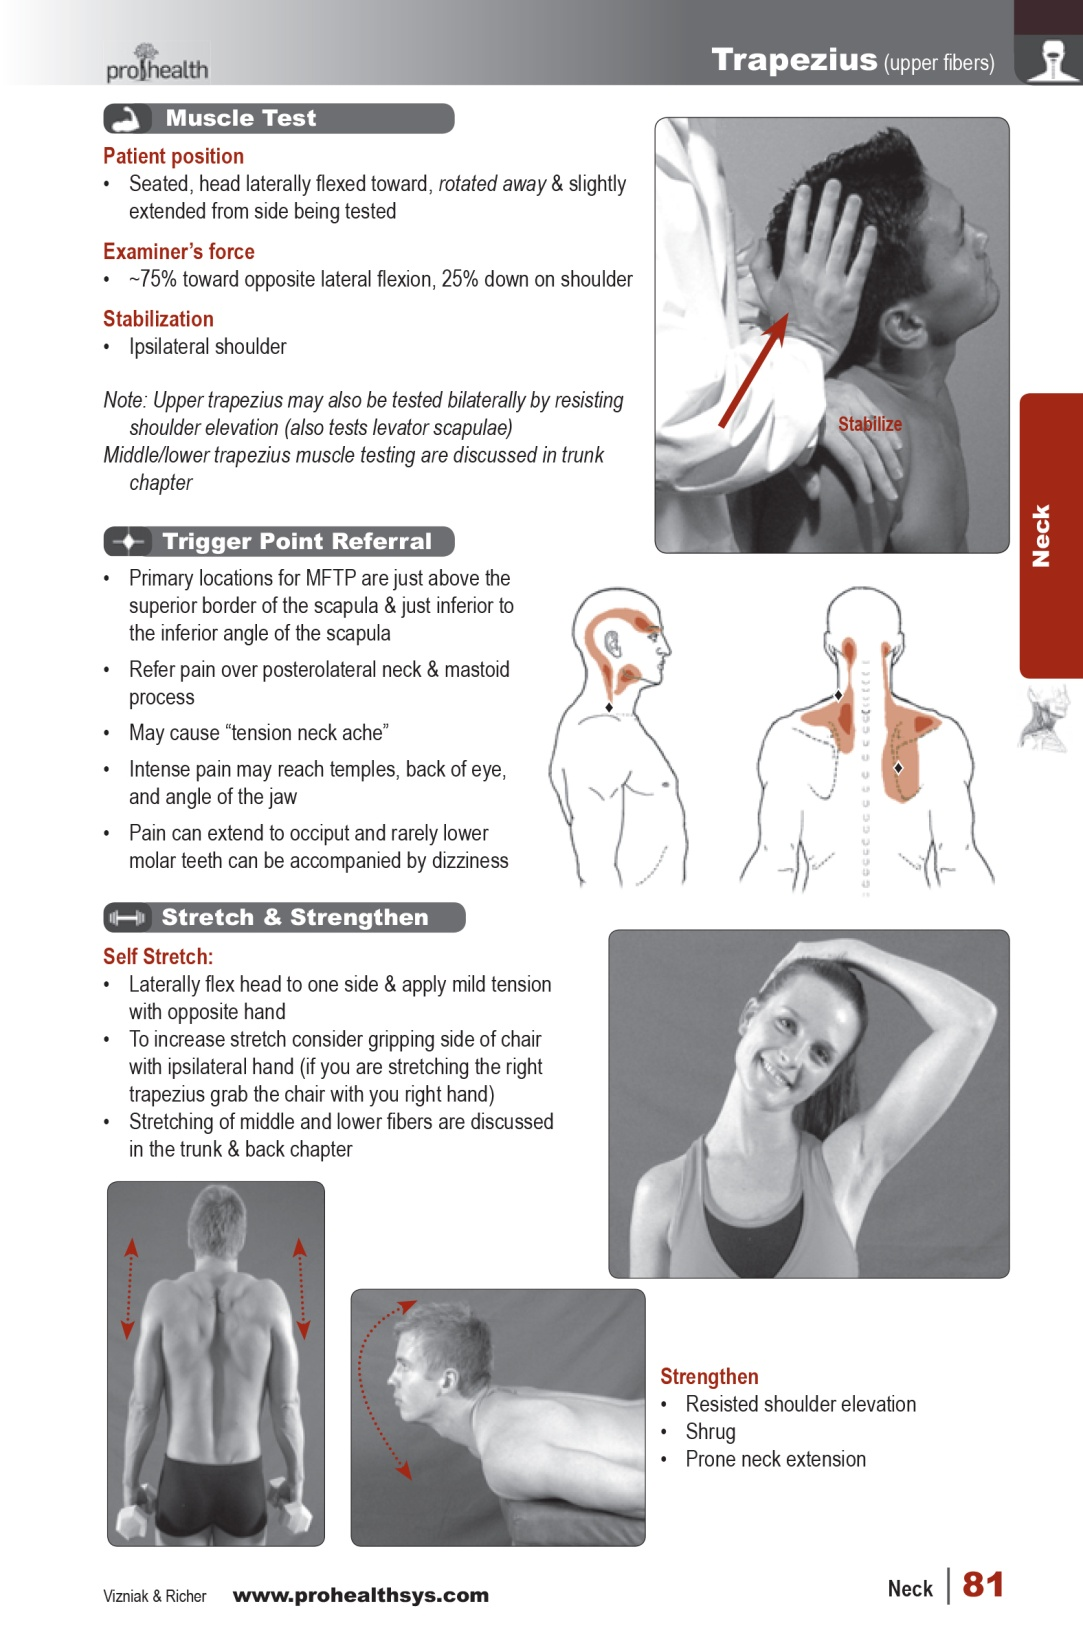 prohealth
Trapezius (upper fibers)
Muscle Test
Patient position
• Seated, head laterally flexed toward, rotated away & slightly
extended from side being tested
Examiner’s force
• ~75% toward opposite lateral flexion, 25% down on shoulder
Stabilization
• Ipsilateral shoulder
Note: Upper trapezius may also be tested bilaterally by resisting
shoulder elevation (also tests levator scapulae)
Middle/lower trapezius muscle testing are discussed in trunk
chapter
Stabilize
Neck
Trigger Point Referral
• Primary locations for MFTP are just above the
superior border of the scapula & just inferior to
the inferior angle of the scapula
• Refer pain over posterolateral neck & mastoid
process
• May cause “tension neck ache”
• Intense pain may reach temples, back of eye,
and angle of the jaw
• Pain can extend to occiput and rarely lower
molar teeth can be accompanied by dizziness
Stretch & Strengthen
Self Stretch:
• Laterally flex head to one side & apply mild tension
with opposite hand
• To increase stretch consider gripping side of chair
with ipsilateral hand (if you are stretching the right
trapezius grab the chair with you right hand)
• Stretching of middle and lower fibers are discussed
in the trunk & back chapter
Strengthen
• Resisted shoulder elevation
• Shrug
• Prone neck extension
Vizniak & Richer www.prohealthsys.com
Neck 81